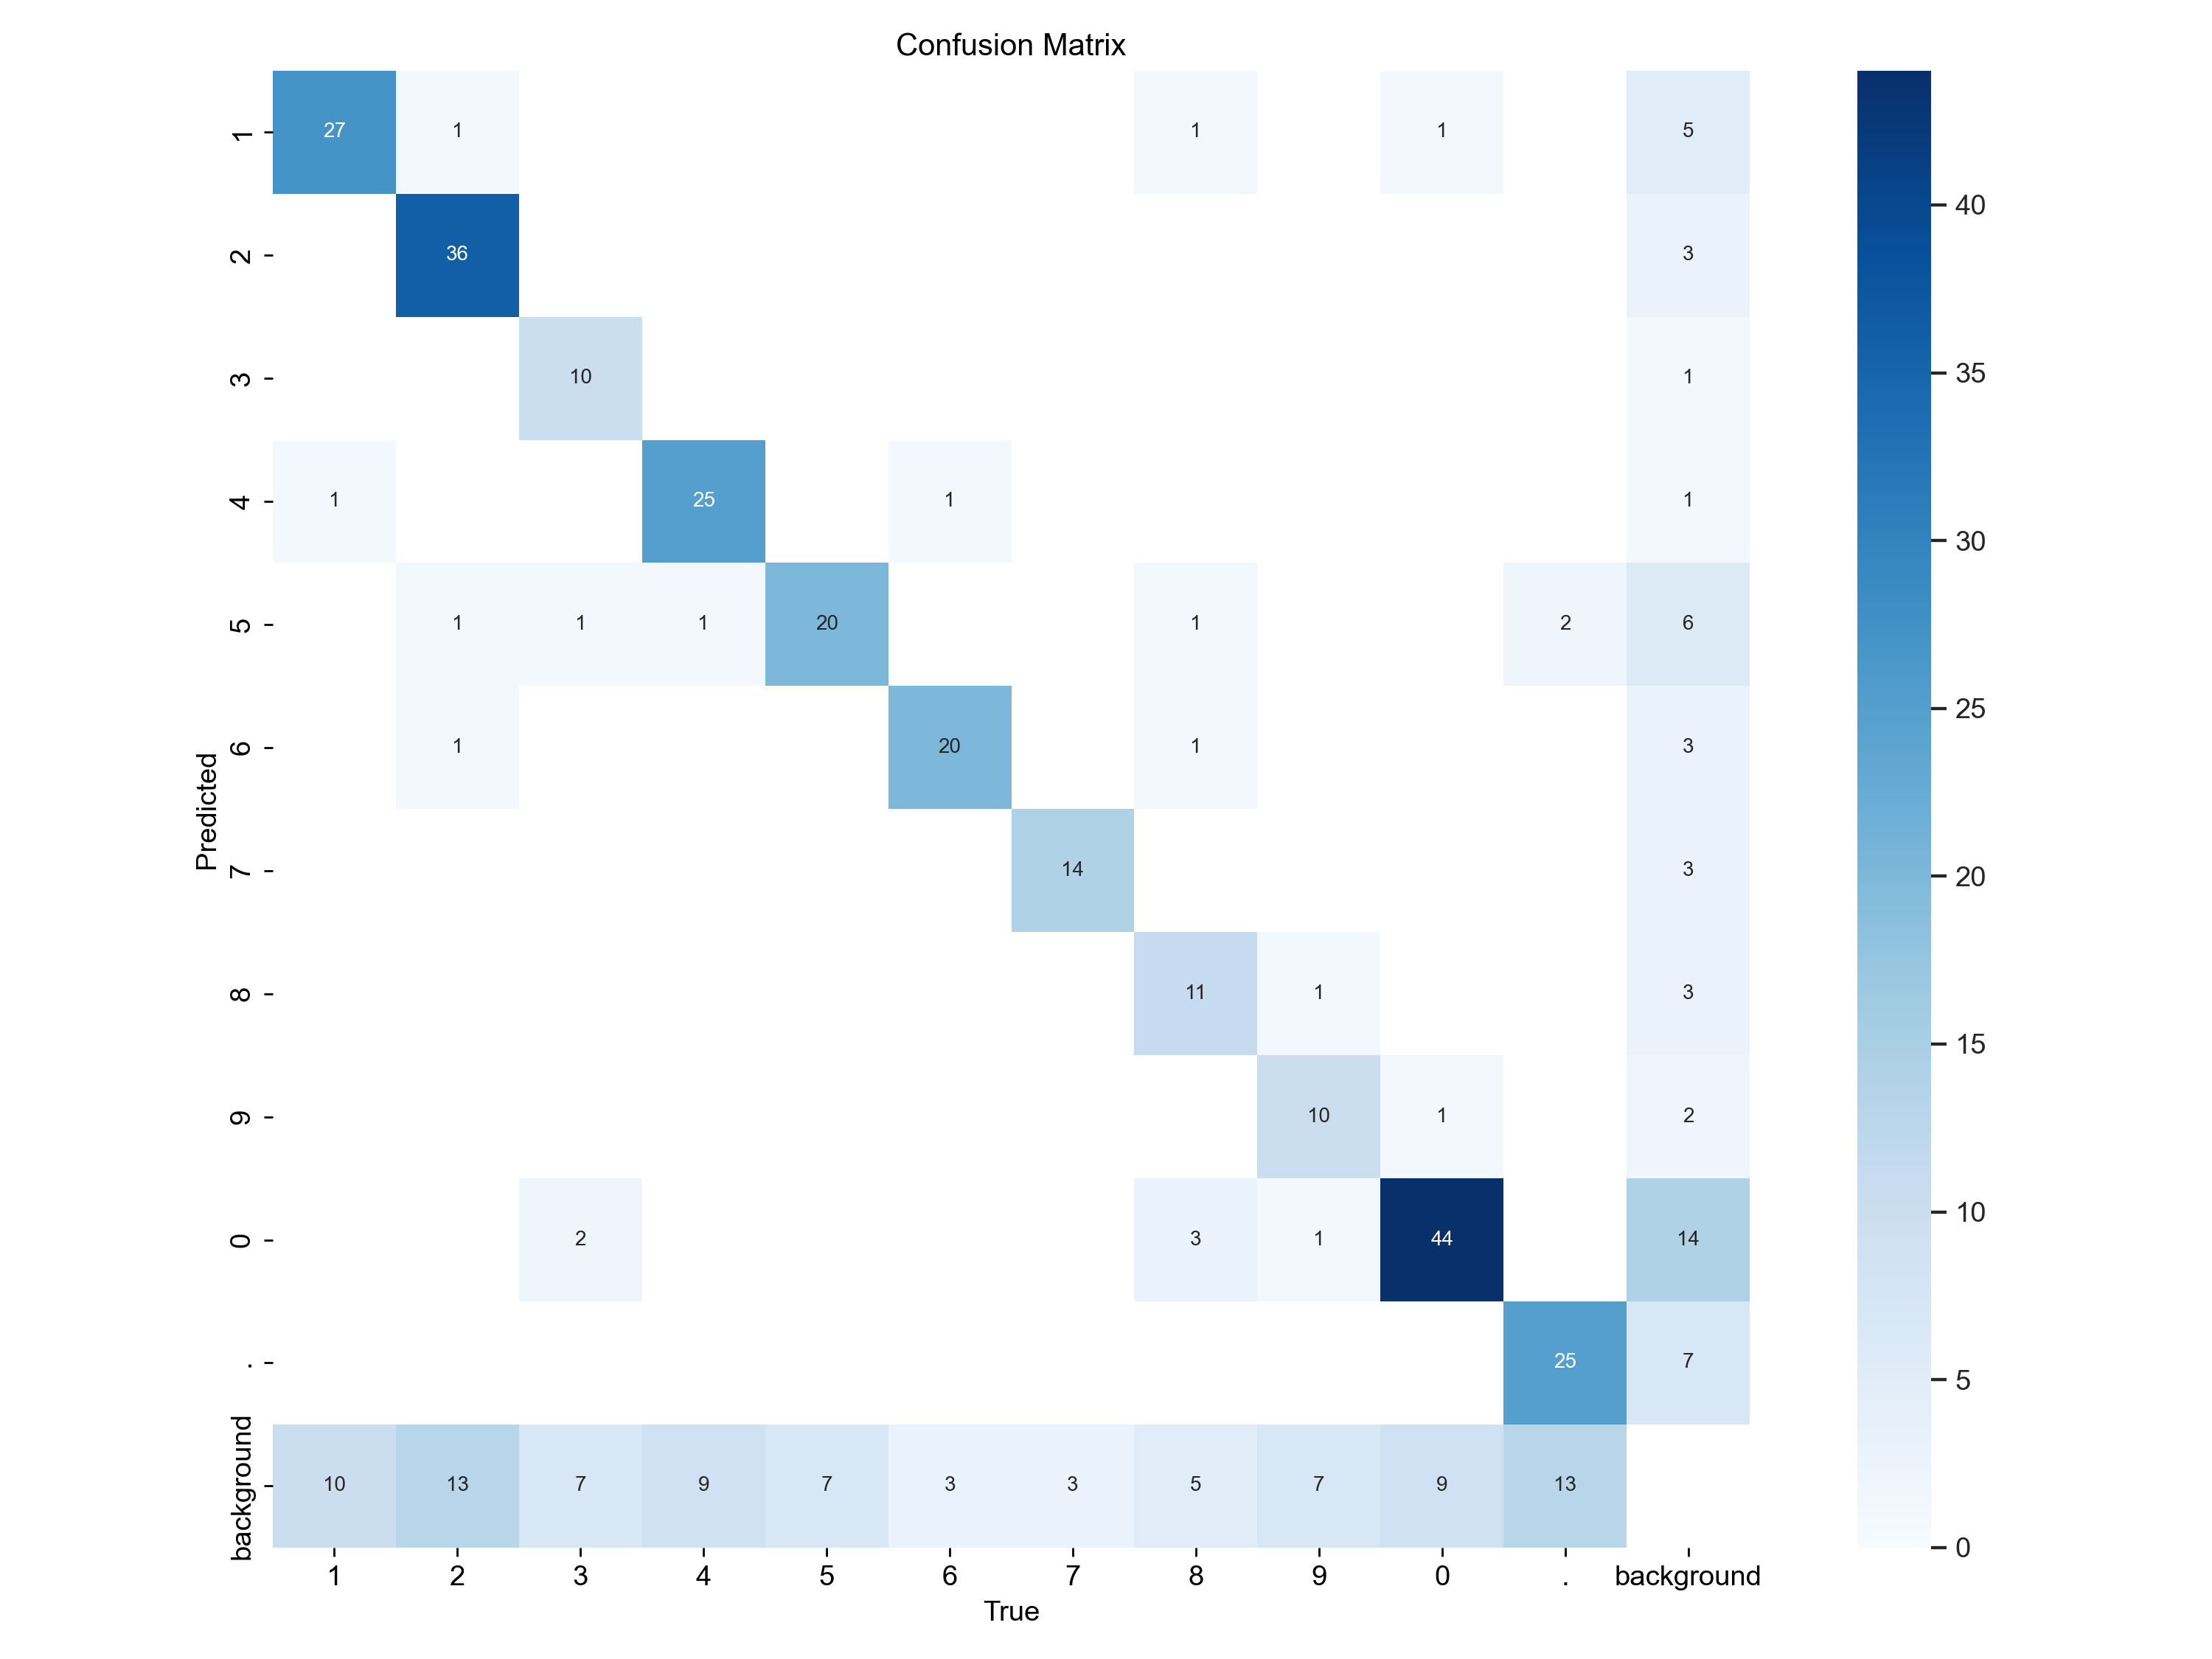 Confusion Matrix
1 27 1 1 1 5
2 36 3
3 10 1
4 1 25 1 1
5 1 1 1 20 1 2 6
6 1 20 1 3
7 14 3
8 11 1 3
9 10 1 2
0 2 3 1 44 14
. 25 7
background 10 13 7 9 7 3 3 5 7 9 13
1 2 3 4 5 6 7 8 9 0 . background
True
Predicted
40
35
30
25
20
15
10
5
0